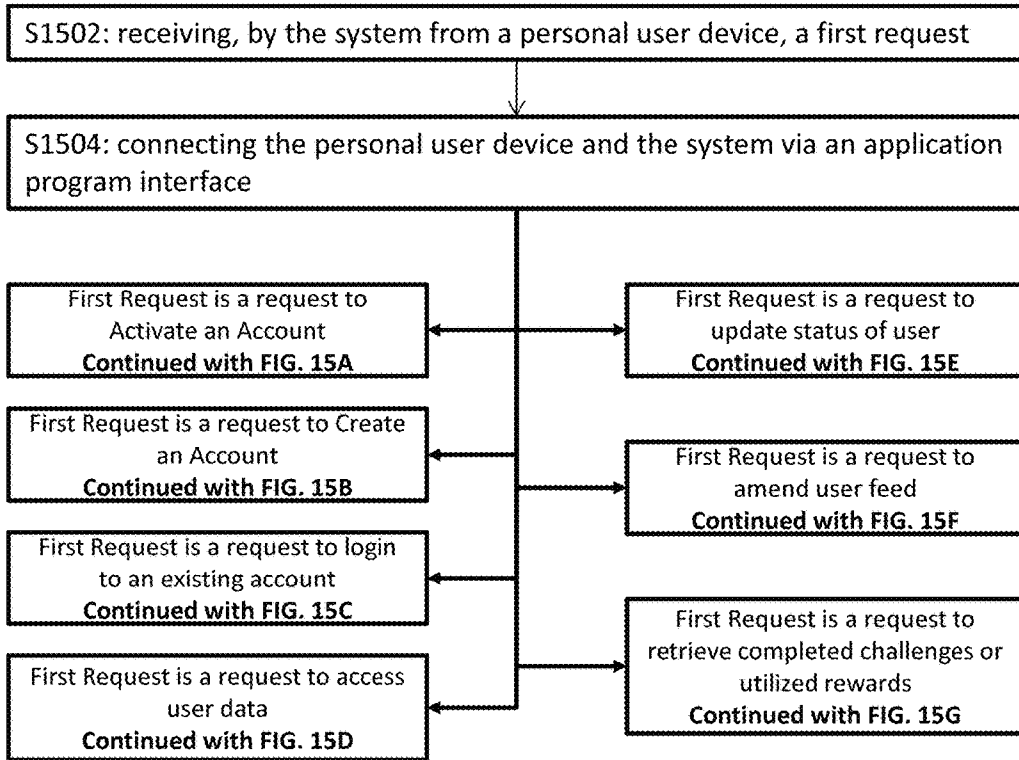 S1502: receiving, by the system from a personal user device, a first request
S1504: connecting the personal user device and the system via an application
program interface
First Request is a request to
Activate an Account
Continued with FIG. 15A
First Request is a request to Create
an Account
Continued with FIG. 15B
First Request is a request to login
to an existing account
Continued with FIG. 15C
First Request is a request to access
user data
Continued with FIG. 15D
First Request is a request to
update status of user
Continued with FIG. 15E
First Request is a request to
amend user feed
Continued with FIG. 15F
First Request is a request to
retrieve completed challenges or
utilized rewards
Continued with FIG. 15G